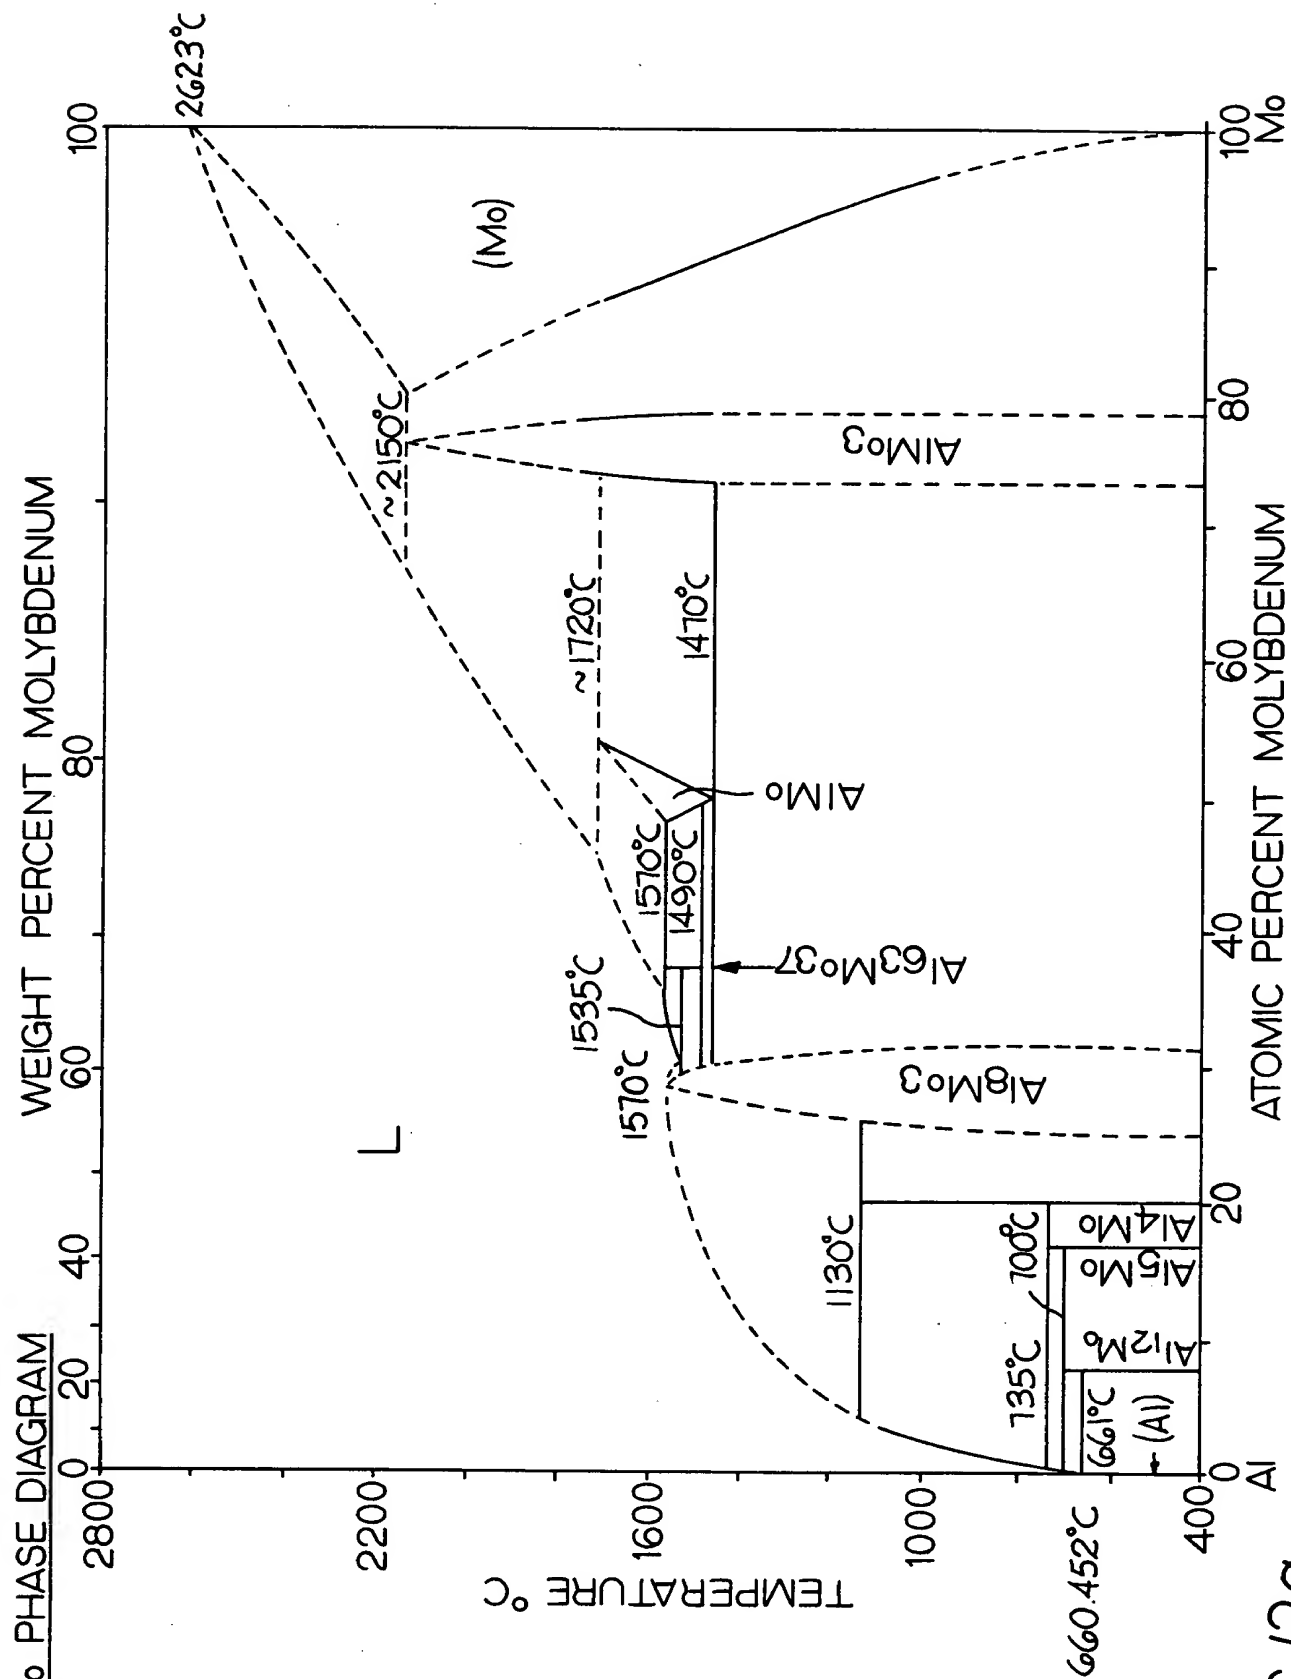 o PHASE DIAGRAM
WEIGHT PERCENT MOLYBDENUM
0 20 40 60 80 100
2800
2200
1600
1000
400
TEMPERATURE °C
2623°C
L
(Mo)
~2150°C
~1720°C
1570°C
1570°C
1535°C
1490°C
1470°C
AlMo
AlMo3
Al63Mo37
Al8Mo3
1130°C
735°C
700°C
661°C
(Al)
Al12Mo
Al5Mo
Al4Mo
660.452°C
0 20 40 60 80 100
Al Mo
ATOMIC PERCENT MOLYBDENUM